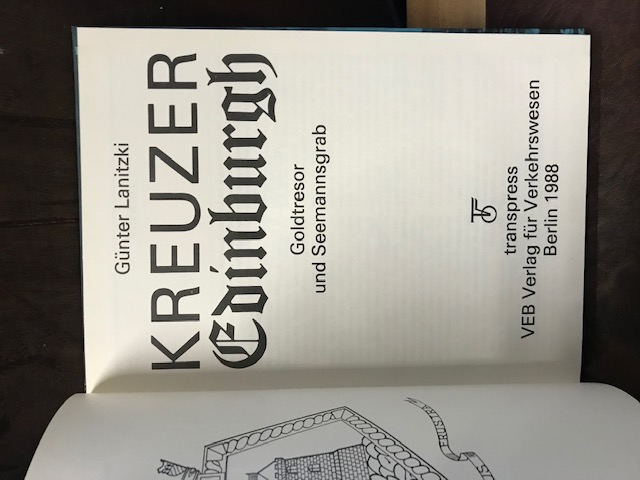 Günter Lanitzki
KREUZER
Edinburgh
Goldtresor
und Seemannsgrab
transpress
VEB Verlag für Verkehrswesen
Berlin 1988